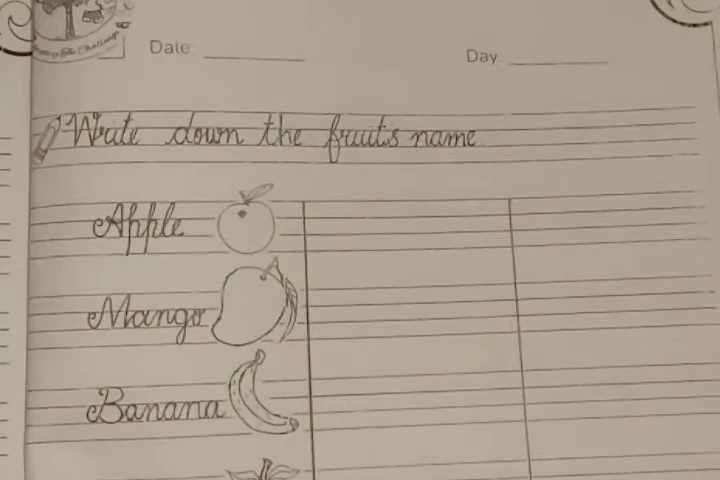 Date
Day
Write down the fruits name
Apple
Mango
Banana